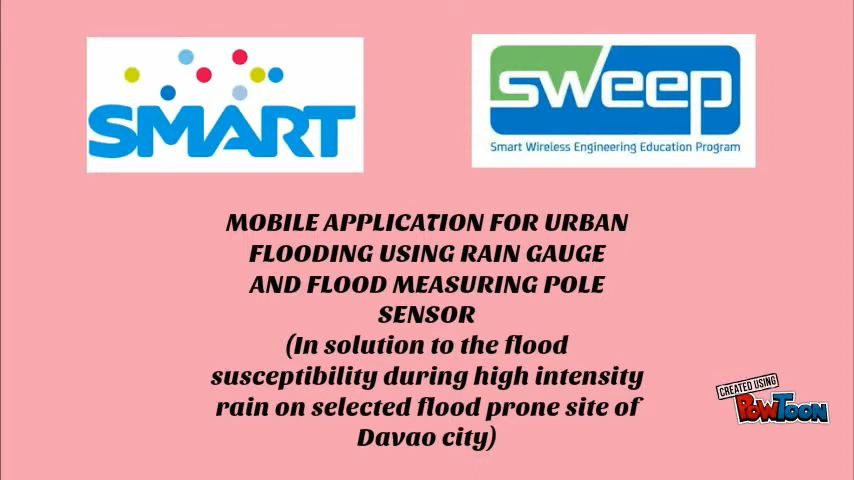 SMART
sweep
Smart Wireless Engineering Education Program
MOBILE APPLICATION FOR URBAN
FLOODING USING RAIN GAUGE
AND FLOOD MEASURING POLE
SENSOR
(In solution to the flood
susceptibility during high intensity
rain on selected flood prone site of
Davao city)
CREATED USING
POWTOON